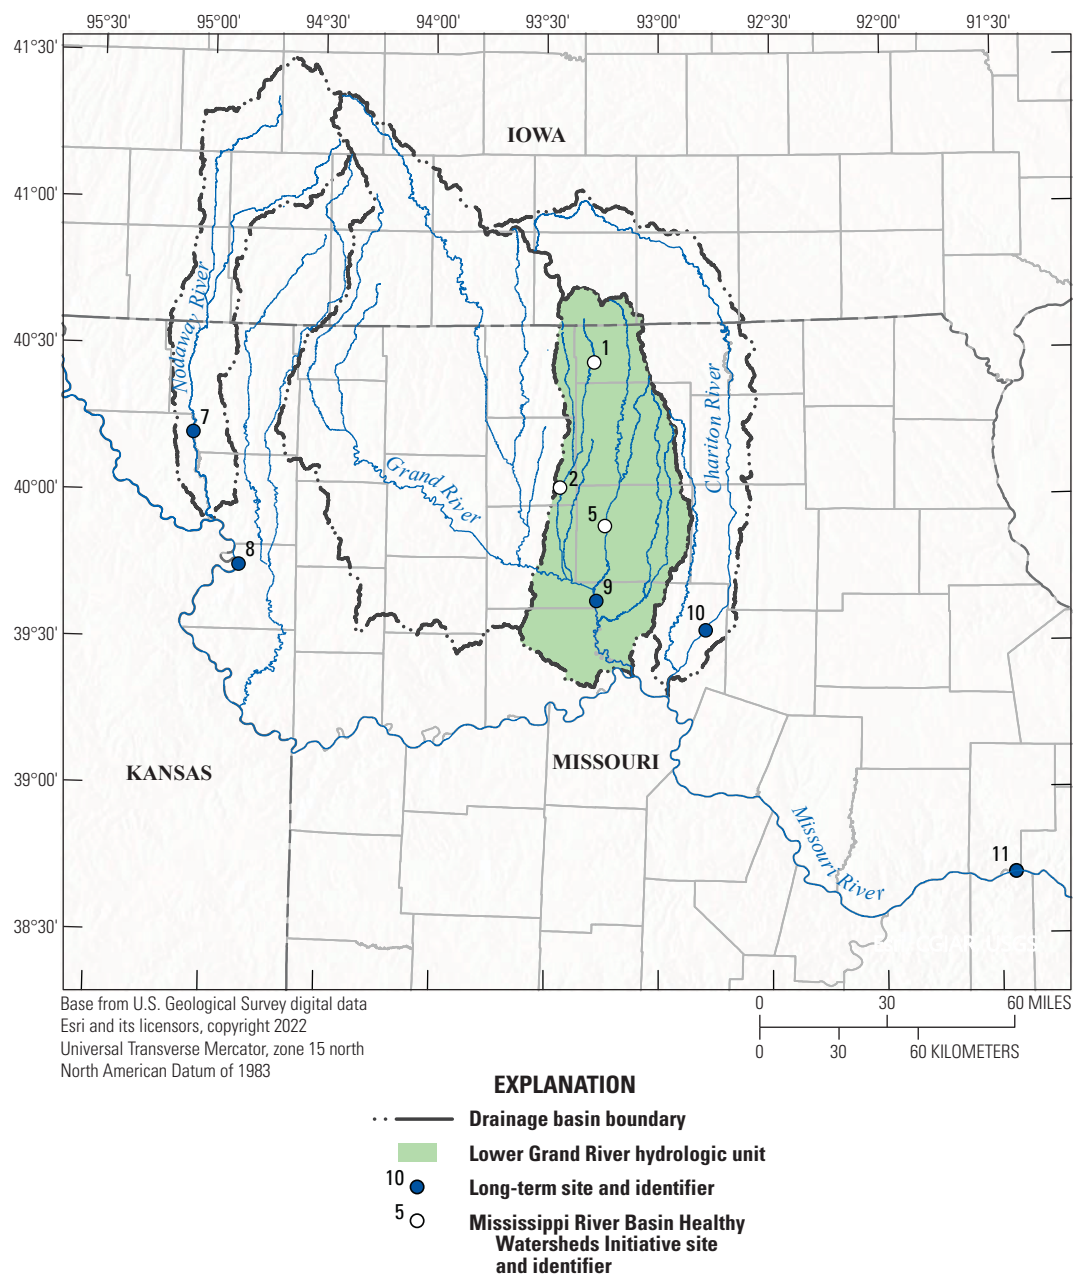 95°30' 95°00' 94°30' 94°00' 93°30' 93°00' 92°30' 92°00' 91°30'
41°30'
IOWA
41°00'
Nodaway River
40°30'
1
Chariton River
7
Grand River
40°00'
2
5
8
9
10
39°30'
MISSOURI
KANSAS
39°00'
Missouri River
11
38°30'
Base from U.S. Geological Survey digital data
Esri and its licensors, copyright 2022
Universal Transverse Mercator, zone 15 north
North American Datum of 1983
0 30 60 MILES
0 30 60 KILOMETERS
EXPLANATION
Drainage basin boundary
Lower Grand River hydrologic unit
10 Long-term site and identifier
5 Mississippi River Basin Healthy
Watersheds Initiative site
and identifier